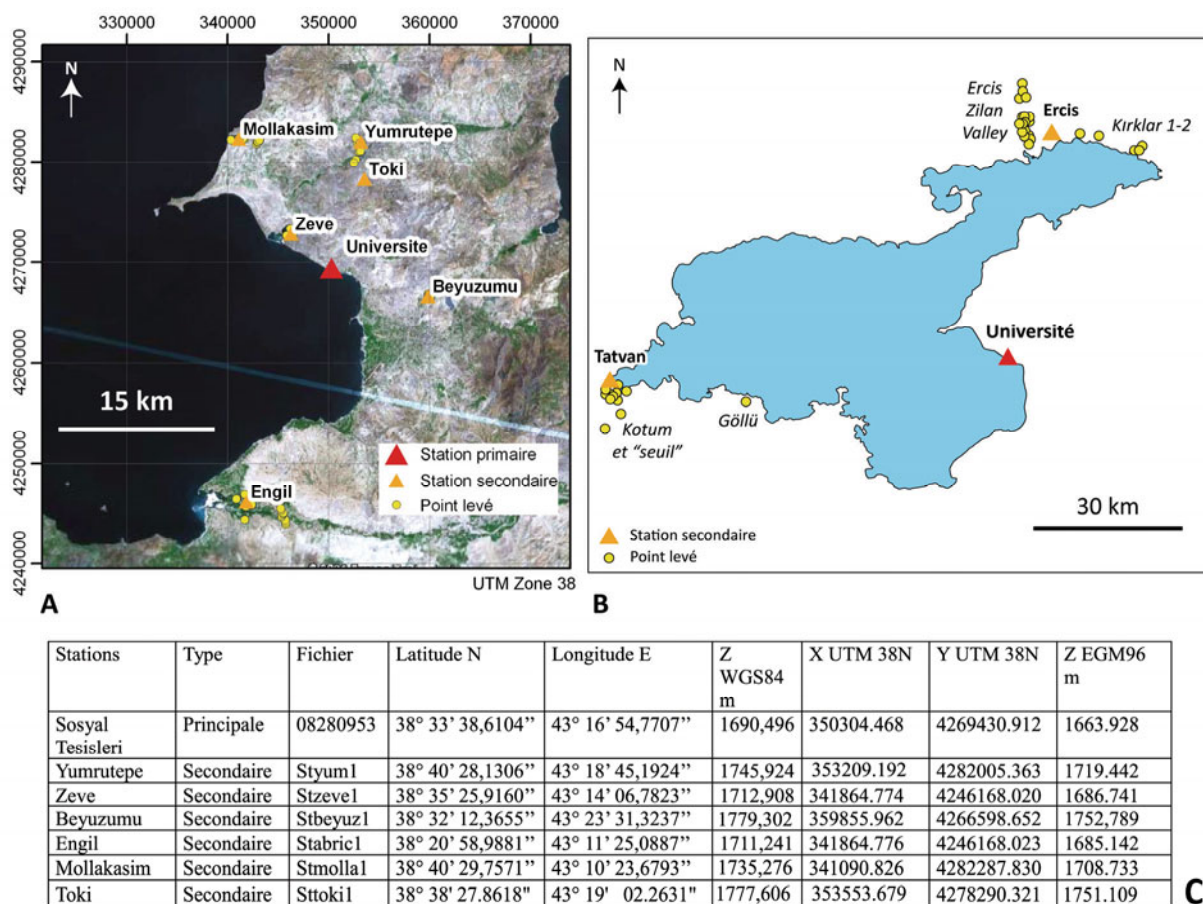 330000 340000 350000 360000 370000
4290000
4280000
4270000
4260000
4250000
4240000
N
Mollakasim
Yumrutepe
Toki
Zeve
Universite
Beyuzumu
15 km
Station primaire
Station secondaire
Point levé
Engil
UTM Zone 38
A
N
Ercis
Zilan
Valley
Ercis
Kırklar 1-2
Université
Tatvan
Kotum
et “seuil”
Göllü
30 km
Station secondaire
Point levé
B
Stations Type Fichier Latitude N Longitude E Z WGS84 m X UTM 38N Y UTM 38N Z EGM96 m
Sosyal Tesisleri Principale 08280953 38° 33’ 38,6104’’ 43° 16’ 54,7707’’ 1690,496 350304.468 4269430.912 1663.928
Yumrutepe Secondaire Styum1 38° 40’ 28,1306’’ 43° 18’ 45,1924’’ 1745,924 353209.192 4282005.363 1719.442
Zeve Secondaire Stzeve1 38° 35’ 25,9160’’ 43° 14’ 06,7823’’ 1712,908 341864.774 4246168.020 1686.741
Beyuzumu Secondaire Stbeyuz1 38° 32’ 12,3655’’ 43° 23’ 31,3237’’ 1779,302 359855.962 4266598.652 1752,789
Engil Secondaire Stabric1 38° 20’ 58,9881’’ 43° 11’ 25,0887’’ 1711,241 341864.776 4246168.023 1685.142
Mollakasim Secondaire Stmolla1 38° 40’ 29,7571’’ 43° 10’ 23,6793’’ 1735,276 341090.826 4282287.830 1708.733
Toki Secondaire Sttoki1 38° 38' 27.8618" 43° 19' 02.2631" 1777,606 353553.679 4278290.321 1751.109
C